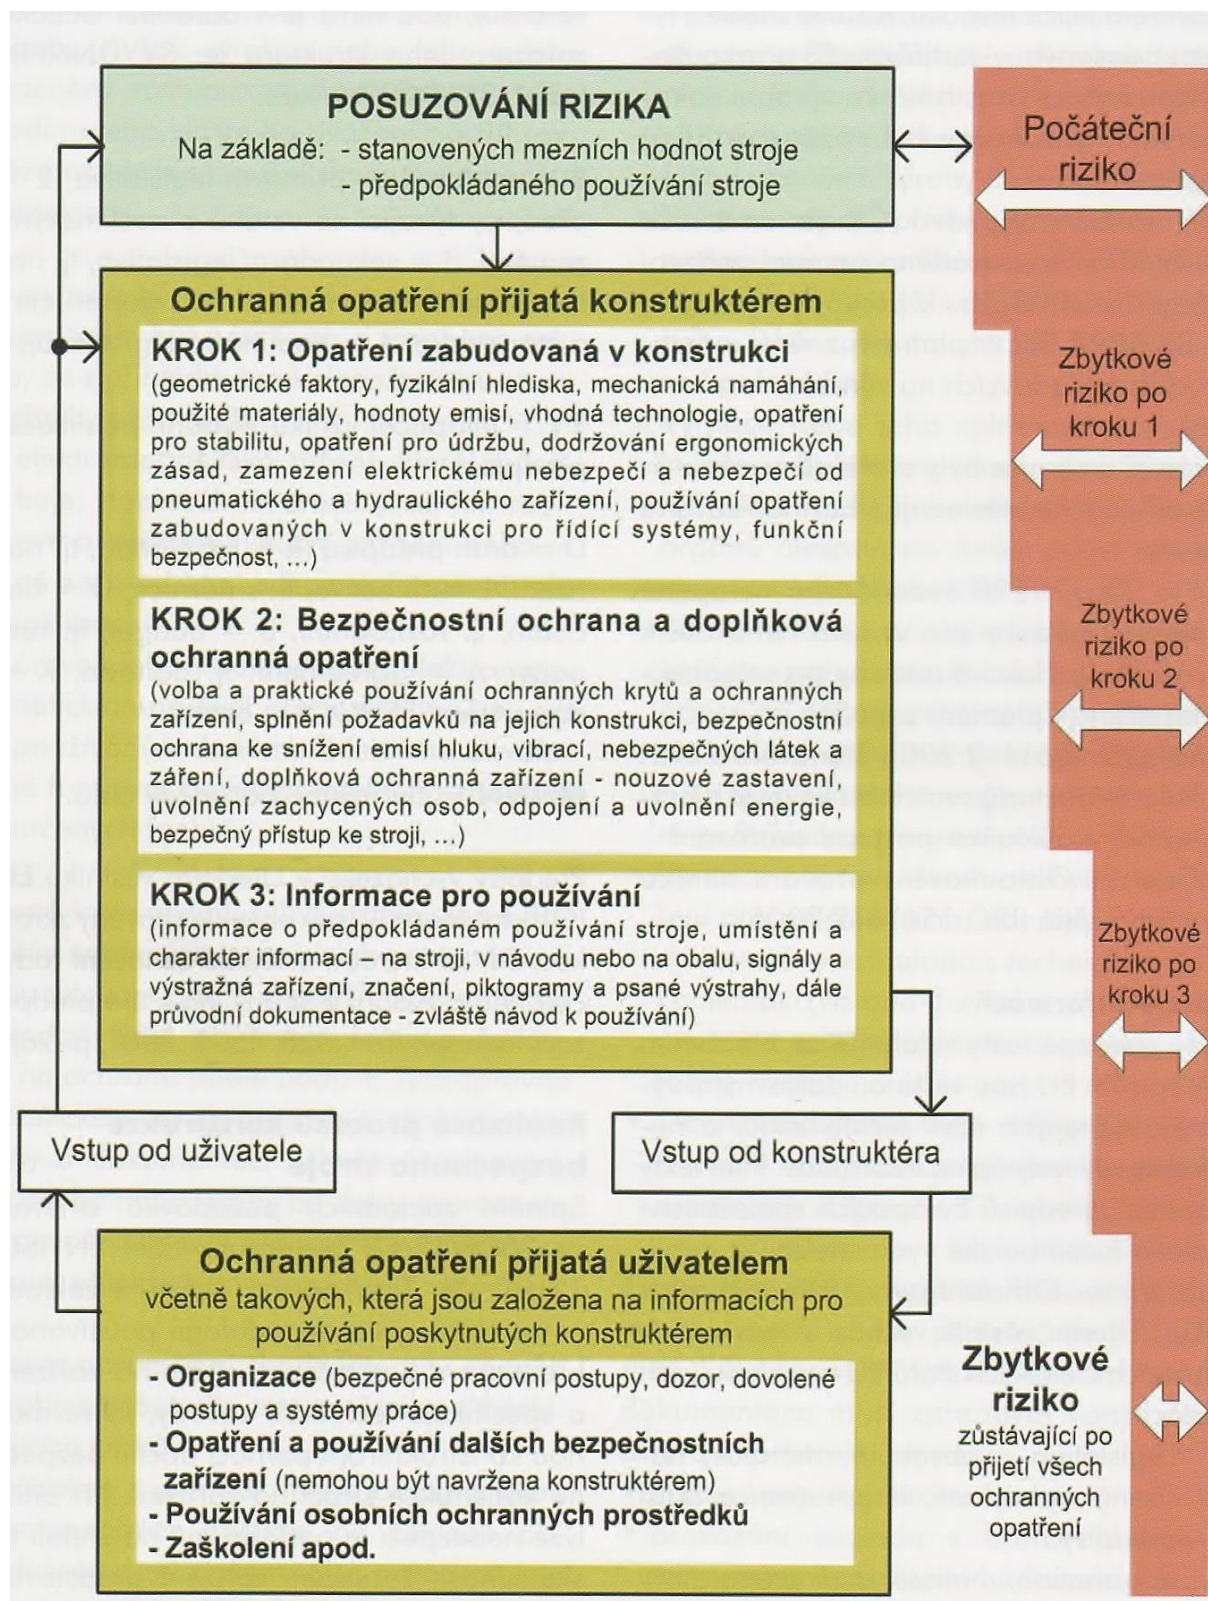 POSUZOVÁNÍ RIZIKA
Na základě: - stanovených mezních hodnot stroje
- předpokládaného používání stroje
Počáteční
riziko
Ochranná opatření přijatá konstruktérem
KROK 1: Opatření zabudovaná v konstrukci
(geometrické faktory, fyzikální hlediska, mechanická namáhání,
použité materiály, hodnoty emisí, vhodná technologie, opatření
pro stabilitu, opatření pro údržbu, dodržování ergonomických
zásad, zamezení elektrickému nebezpečí a nebezpečí od
pneumatického a hydraulického zařízení, používání opatření
zabudovaných v konstrukci pro řídící systémy, funkční
bezpečnost, ...)
Zbytkové
riziko po
kroku 1
KROK 2: Bezpečnostní ochrana a doplňková
ochranná opatření
(volba a praktické používání ochranných krytů a ochranných
zařízení, splnění požadavků na jejich konstrukci, bezpečnostní
ochrana ke snížení emisí hluku, vibrací, nebezpečných látek a
záření, doplňková ochranná zařízení - nouzové zastavení,
uvolnění zachycených osob, odpojení a uvolnění energie,
bezpečný přístup ke stroji, ...)
Zbytkové
riziko po
kroku 2
KROK 3: Informace pro používání
(informace o předpokládaném používání stroje, umístění a
charakter informací – na stroji, v návodu nebo na obalu, signály a
výstražná zařízení, značení, piktogramy a psané výstrahy, dále
průvodní dokumentace - zvláště návod k používání)
Zbytkové
riziko po
kroku 3
Vstup od uživatele
Vstup od konstruktéra
Ochranná opatření přijatá uživatelem
včetně takových, která jsou založena na informacích pro
používání poskytnutých konstruktérem
- Organizace (bezpečné pracovní postupy, dozor, dovolené
postupy a systémy práce)
- Opatření a používání dalších bezpečnostních
zařízení (nemohou být navržena konstruktérem)
- Používání osobních ochranných prostředků
- Zaškolení apod.
Zbytkové
riziko
zůstávající po
přijetí všech
ochranných
opatření